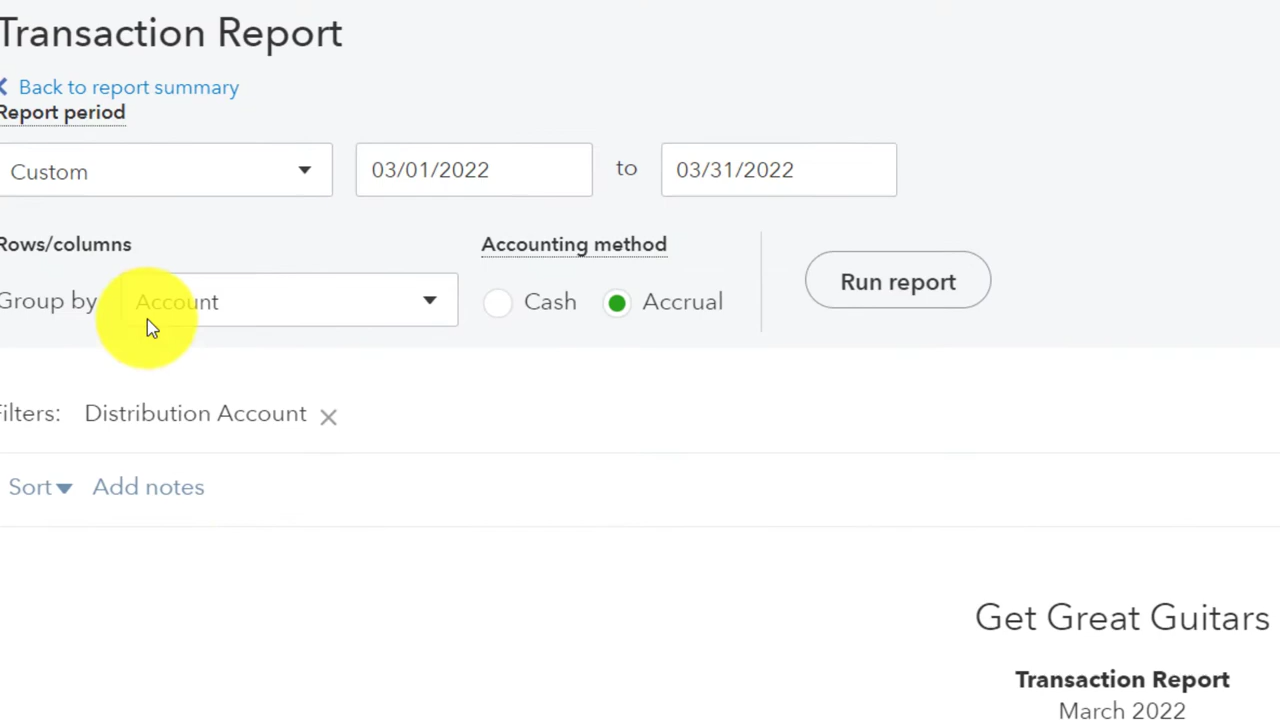 Transaction Report
Back to report summary
Report period
Custom 03/01/2022 to 03/31/2022
Rows/columns Accounting method
Group by Account Cash Accrual Run report
Filters: Distribution Account
Sort Add notes
Get Great Guitars
Transaction Report
March 2022